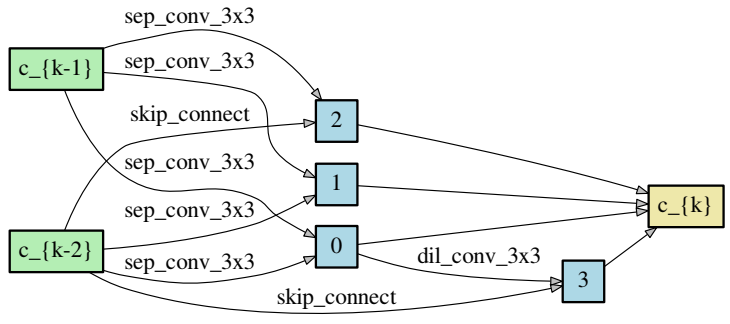 sep_conv_3x3
c_{k-1}
sep_conv_3x3
skip_connect
2
sep_conv_3x3
1
sep_conv_3x3
c_{k}
c_{k-2}
0
dil_conv_3x3
sep_conv_3x3
3
skip_connect